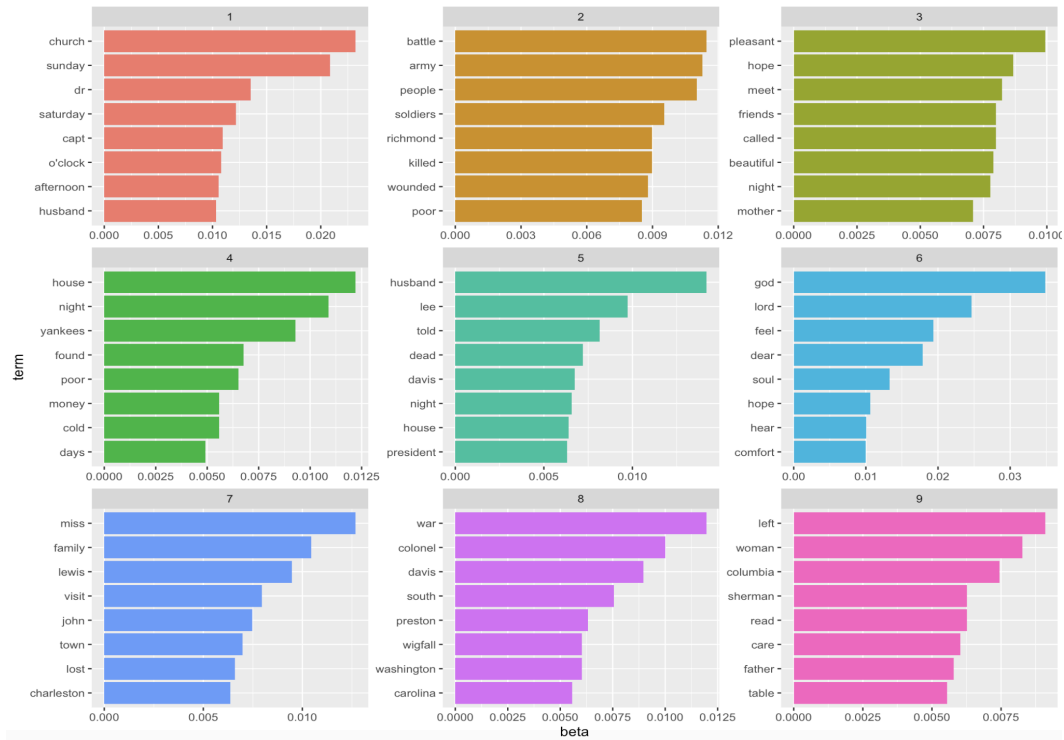 1
church
sunday
dr
saturday
capt
o'clock
afternoon
husband
0.000 0.005 0.010 0.015 0.020
2
battle
army
people
soldiers
richmond
killed
wounded
poor
0.000 0.003 0.006 0.009 0.012
3
pleasant
hope
meet
friends
called
beautiful
night
mother
0.0000 0.0025 0.0050 0.0075 0.0100
term
4
house
night
yankees
found
poor
money
cold
days
0.0000 0.0025 0.0050 0.0075 0.0100 0.0125
5
husband
lee
told
dead
davis
night
house
president
0.000 0.005 0.010
6
god
lord
feel
dear
soul
hope
hear
comfort
0.00 0.01 0.02 0.03
7
miss
family
lewis
visit
john
town
lost
charleston
0.000 0.005 0.010
8
war
colonel
davis
south
preston
wigfall
washington
carolina
0.0000 0.0025 0.0050 0.0075 0.0100 0.0125
9
left
woman
columbia
sherman
read
care
father
table
0.0000 0.0025 0.0050 0.0075
beta